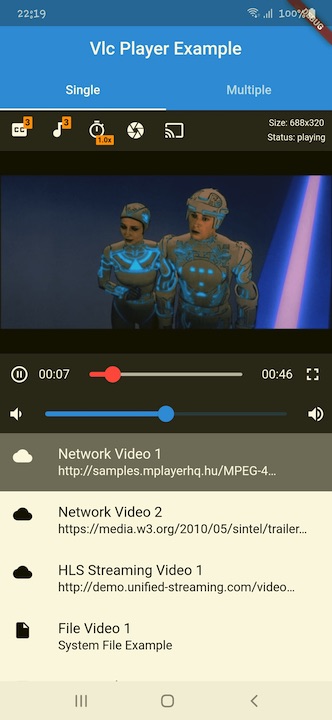 22:19
100%
DEBUG
Vlc Player Example
Single
Multiple
CC
3
3
1.0x
Size: 688x320
Status: playing
00:07
00:46
Network Video 1
http://samples.mplayerhq.hu/MPEG-4...
Network Video 2
https://media.w3.org/2010/05/sintel/trailer...
HLS Streaming Video 1
http://demo.unified-streaming.com/video...
File Video 1
System File Example